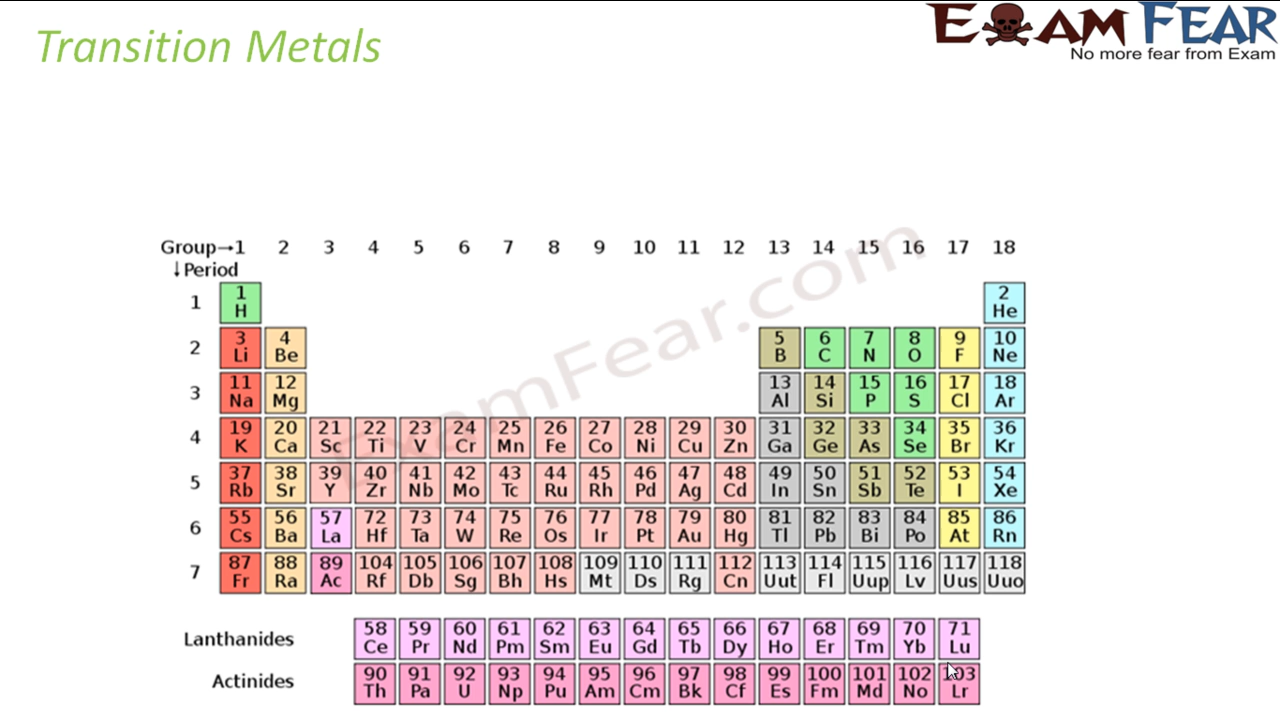 Transition Metals
EXAM FEAR
No more fear from Exam
Group→1 2 3 4 5 6 7 8 9 10 11 12 13 14 15 16 17 18
↓Period
1 1 2
H He
2 3 4 5 6 7 8 9 10
Li Be B C N O F Ne
3 11 12 13 14 15 16 17 18
Na Mg Al Si P S Cl Ar
4 19 20 21 22 23 24 25 26 27 28 29 30 31 32 33 34 35 36
K Ca Sc Ti V Cr Mn Fe Co Ni Cu Zn Ga Ge As Se Br Kr
5 37 38 39 40 41 42 43 44 45 46 47 48 49 50 51 52 53 54
Rb Sr Y Zr Nb Mo Tc Ru Rh Pd Ag Cd In Sn Sb Te I Xe
6 55 56 57 72 73 74 75 76 77 78 79 80 81 82 83 84 85 86
Cs Ba La Hf Ta W Re Os Ir Pt Au Hg Tl Pb Bi Po At Rn
7 87 88 89 104 105 106 107 108 109 110 111 112 113 114 115 116 117 118
Fr Ra Ac Rf Db Sg Bh Hs Mt Ds Rg Cn Uut Fl Uup Lv Uus Uuo
Lanthanides 58 59 60 61 62 63 64 65 66 67 68 69 70 71
Ce Pr Nd Pm Sm Eu Gd Tb Dy Ho Er Tm Yb Lu
Actinides 90 91 92 93 94 95 96 97 98 99 100 101 102 103
Th Pa U Np Pu Am Cm Bk Cf Es Fm Md No Lr
ExamFear.com